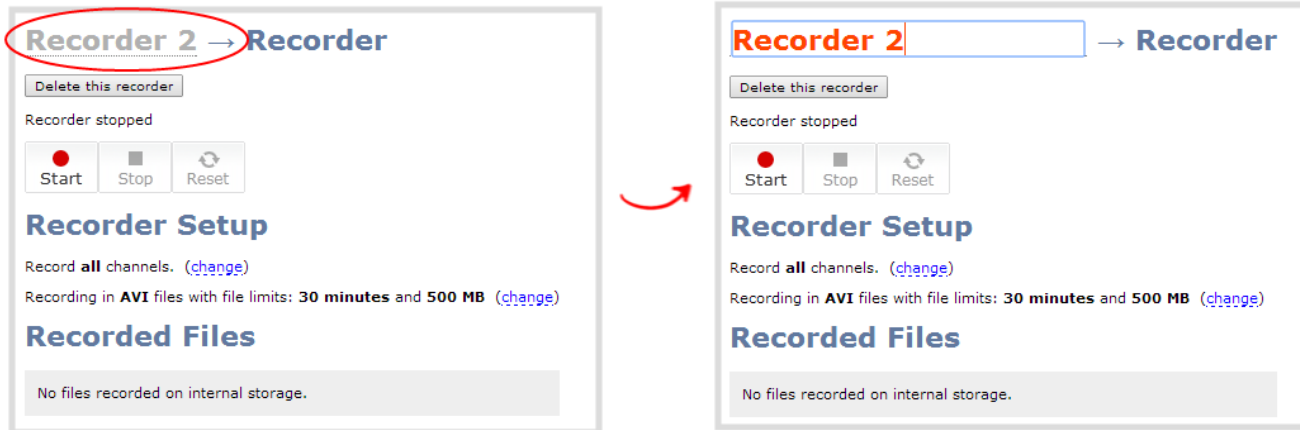 Recorder 2 → Recorder
Delete this recorder
Recorder stopped
Start Stop Reset
Recorder Setup
Record all channels. (change)
Recording in AVI files with file limits: 30 minutes and 500 MB (change)
Recorded Files
No files recorded on internal storage.
Recorder 2 → Recorder
Delete this recorder
Recorder stopped
Start Stop Reset
Recorder Setup
Record all channels. (change)
Recording in AVI files with file limits: 30 minutes and 500 MB (change)
Recorded Files
No files recorded on internal storage.